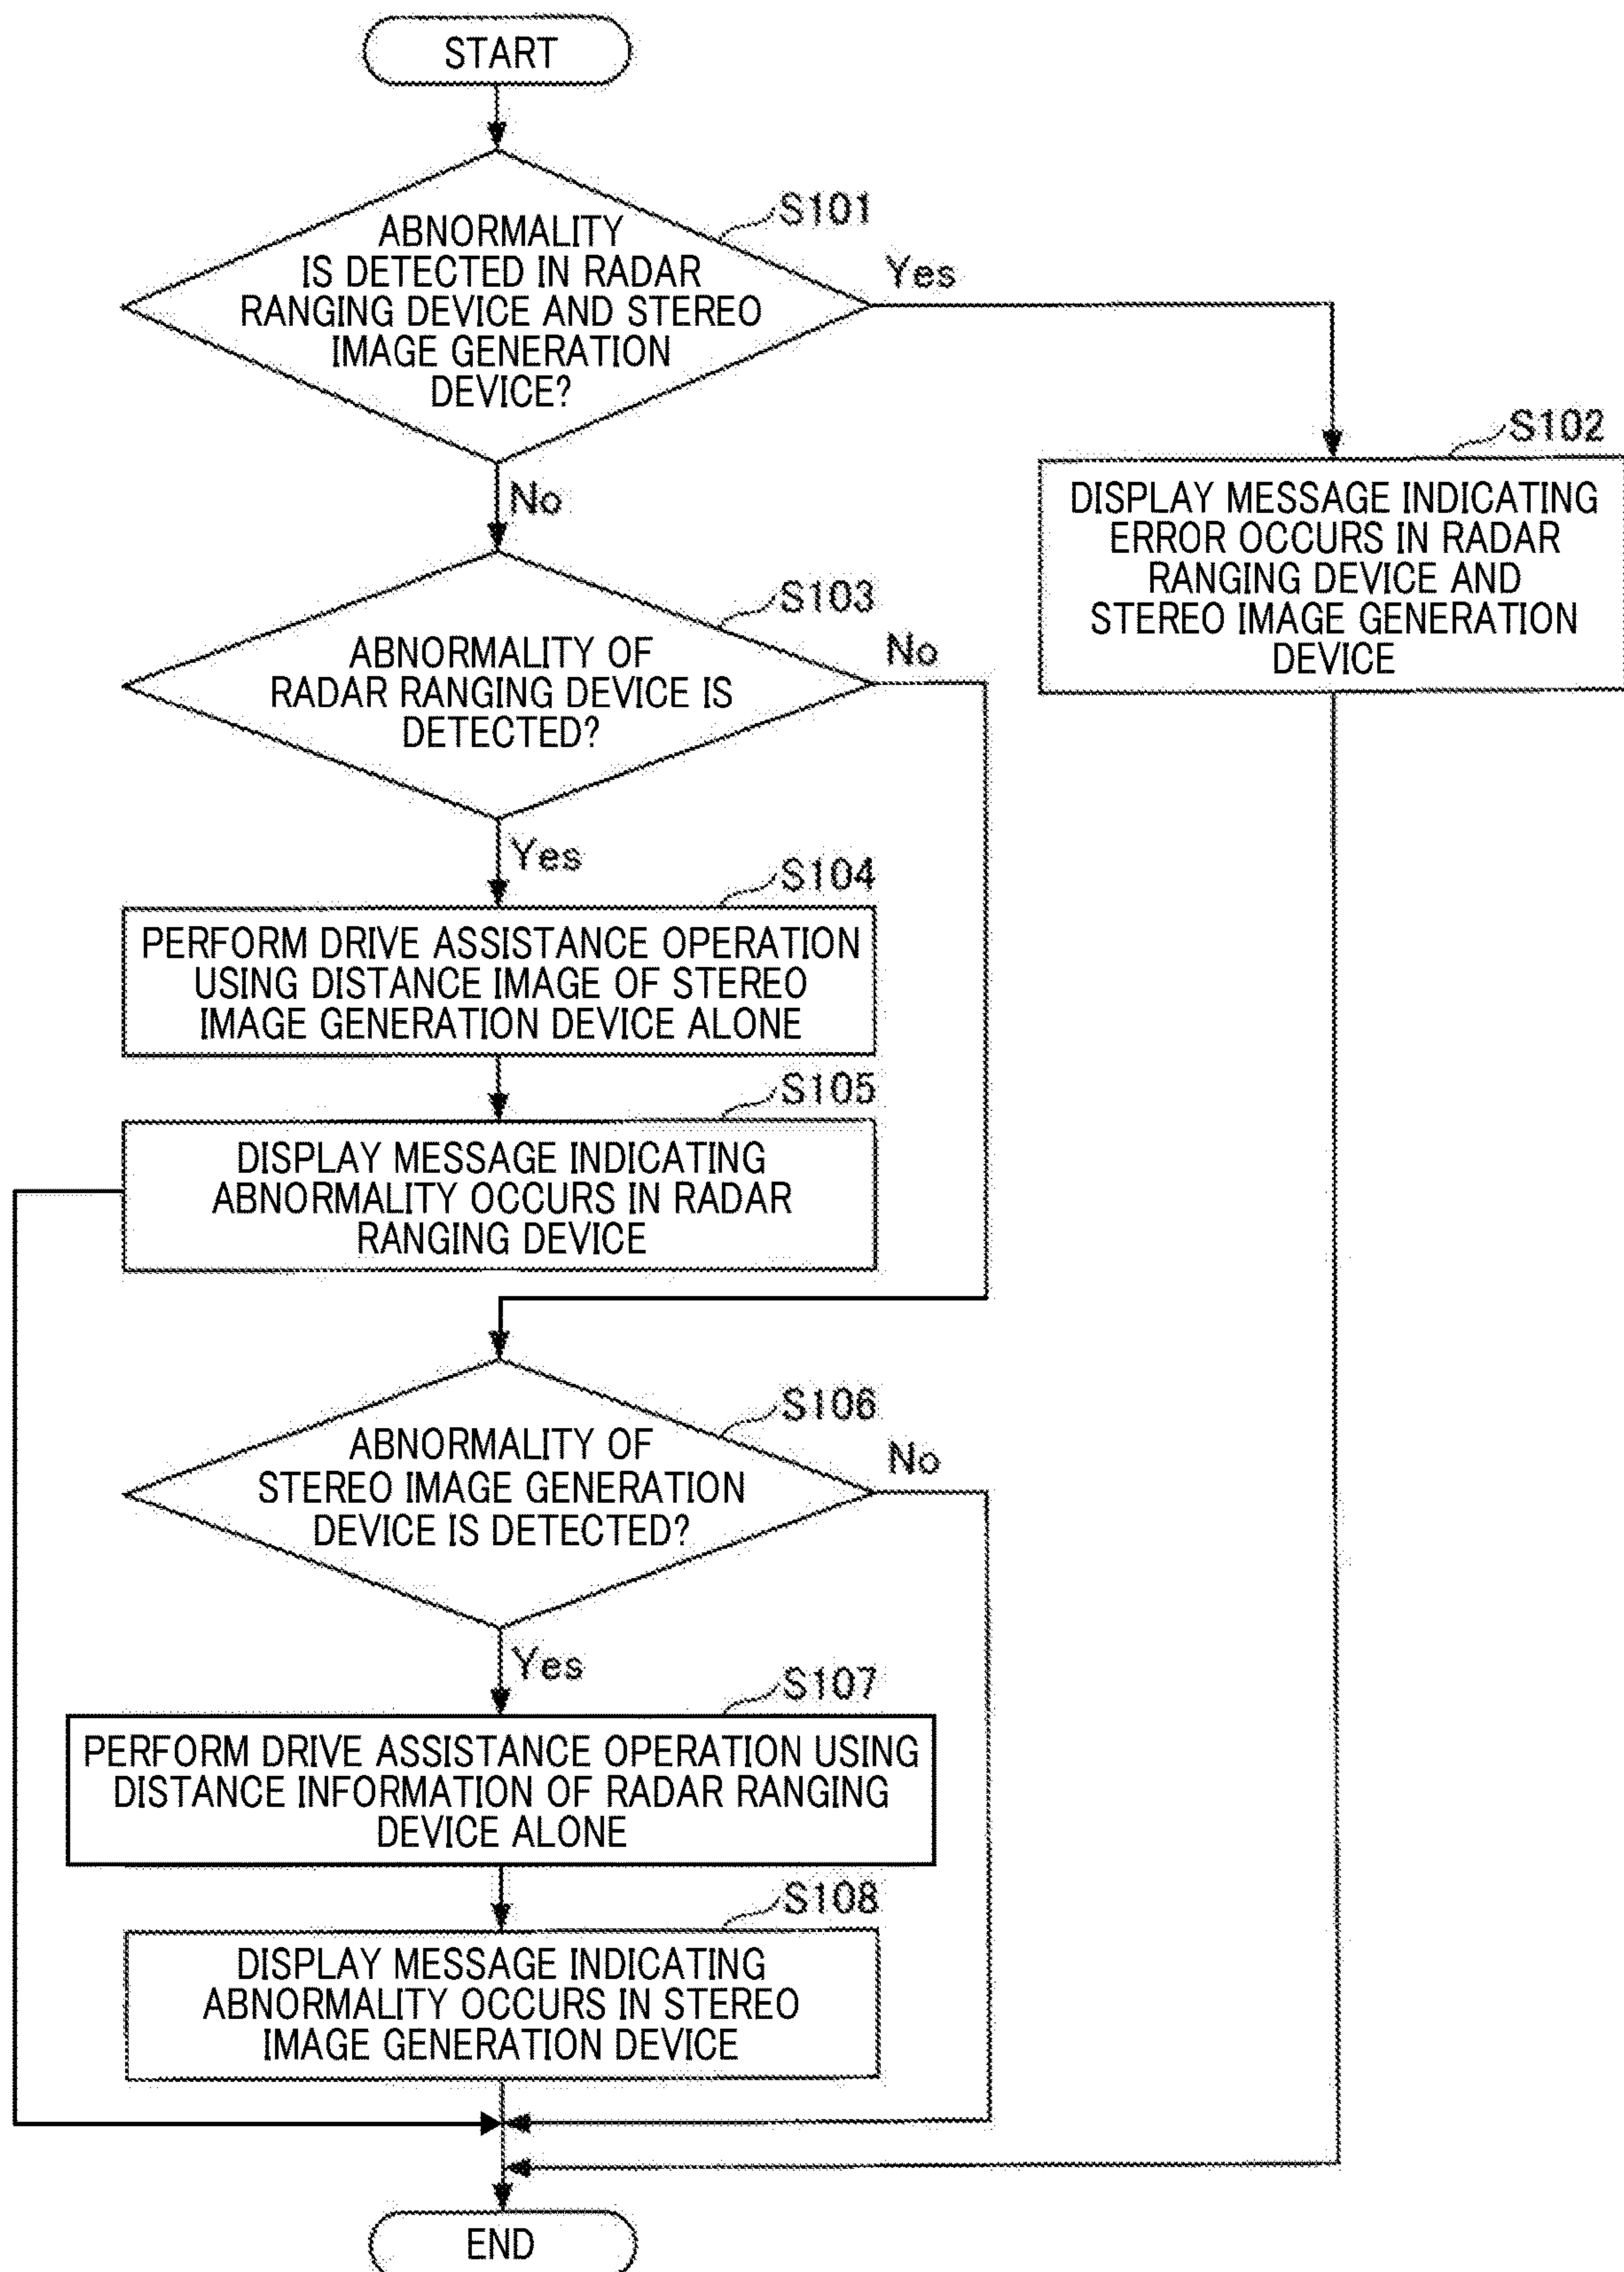 START
S101
ABNORMALITY
IS DETECTED IN RADAR
RANGING DEVICE AND STEREO
IMAGE GENERATION
DEVICE?
Yes
No
S102
DISPLAY MESSAGE INDICATING
ERROR OCCURS IN RADAR
RANGING DEVICE AND
STEREO IMAGE GENERATION
DEVICE
S103
ABNORMALITY OF
RADAR RANGING DEVICE IS
DETECTED?
No
Yes
S104
PERFORM DRIVE ASSISTANCE OPERATION
USING DISTANCE IMAGE OF STEREO
IMAGE GENERATION DEVICE ALONE
S105
DISPLAY MESSAGE INDICATING
ABNORMALITY OCCURS IN RADAR
RANGING DEVICE
S106
ABNORMALITY OF
STEREO IMAGE GENERATION
DEVICE IS DETECTED?
No
Yes
S107
PERFORM DRIVE ASSISTANCE OPERATION USING
DISTANCE INFORMATION OF RADAR RANGING
DEVICE ALONE
S108
DISPLAY MESSAGE INDICATING
ABNORMALITY OCCURS IN STEREO
IMAGE GENERATION DEVICE
END